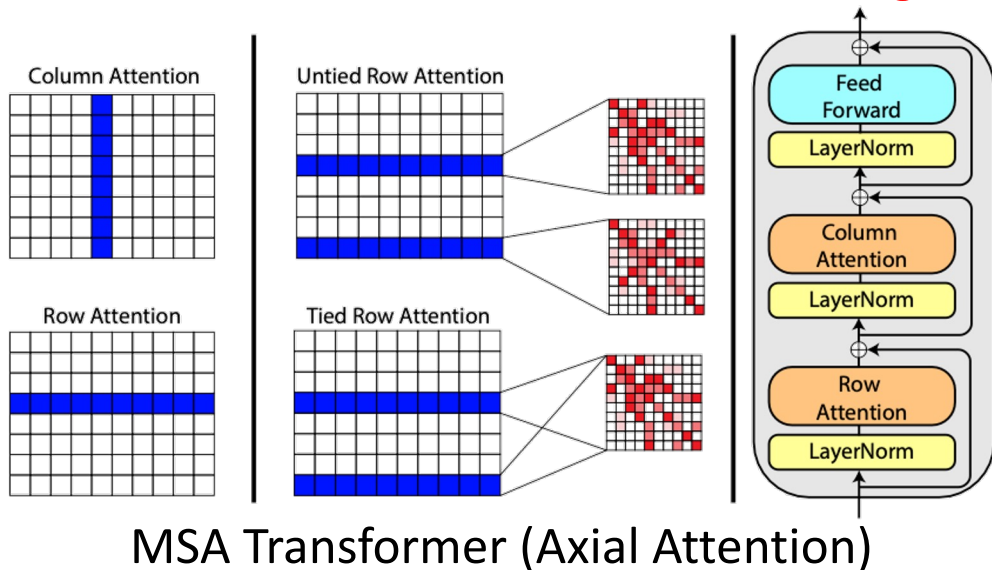 Column Attention
Row Attention
Untied Row Attention
Tied Row Attention
Feed
Forward
LayerNorm
Column
Attention
LayerNorm
Row
Attention
LayerNorm
MSA Transformer (Axial Attention)